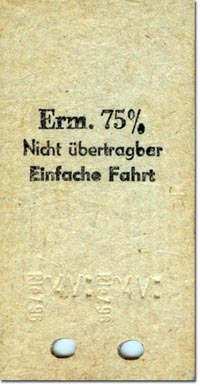 Erm. 75%
Nicht übertragbar
Einfache Fahrt